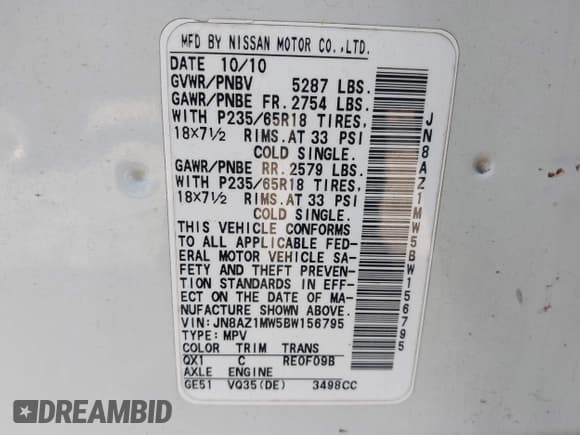 MFD BY NISSAN MOTOR CO.,LTD.
DATE 10/10
GVWR/PNBV 5287 LBS.
GAWR/PNBE FR. 2754 LBS.
WITH P235/65R18 TIRES,
18×7½ RIMS.AT 33 PSI
COLD SINGLE.
GAWR/PNBE RR. 2579 LBS.
WITH P235/65R18 TIRES,
18×7½ RIMS.AT 33 PSI
COLD SINGLE.
THIS VEHICLE CONFORMS
TO ALL APPLICABLE FED-
ERAL MOTOR VEHICLE SA-
FETY AND THEFT PREVEN-
TION STANDARDS IN EFF-
ECT ON THE DATE OF MA-
NUFACTURE SHOWN ABOVE.
VIN: JN8AZ1MW5BW156795
TYPE: MPV
COLOR TRIM TRANS
QX1 C RE0F09B
AXLE ENGINE
GE51 VQ35(DE) 3498CC
JN8AZ1MW5BW156795
DREAMBID